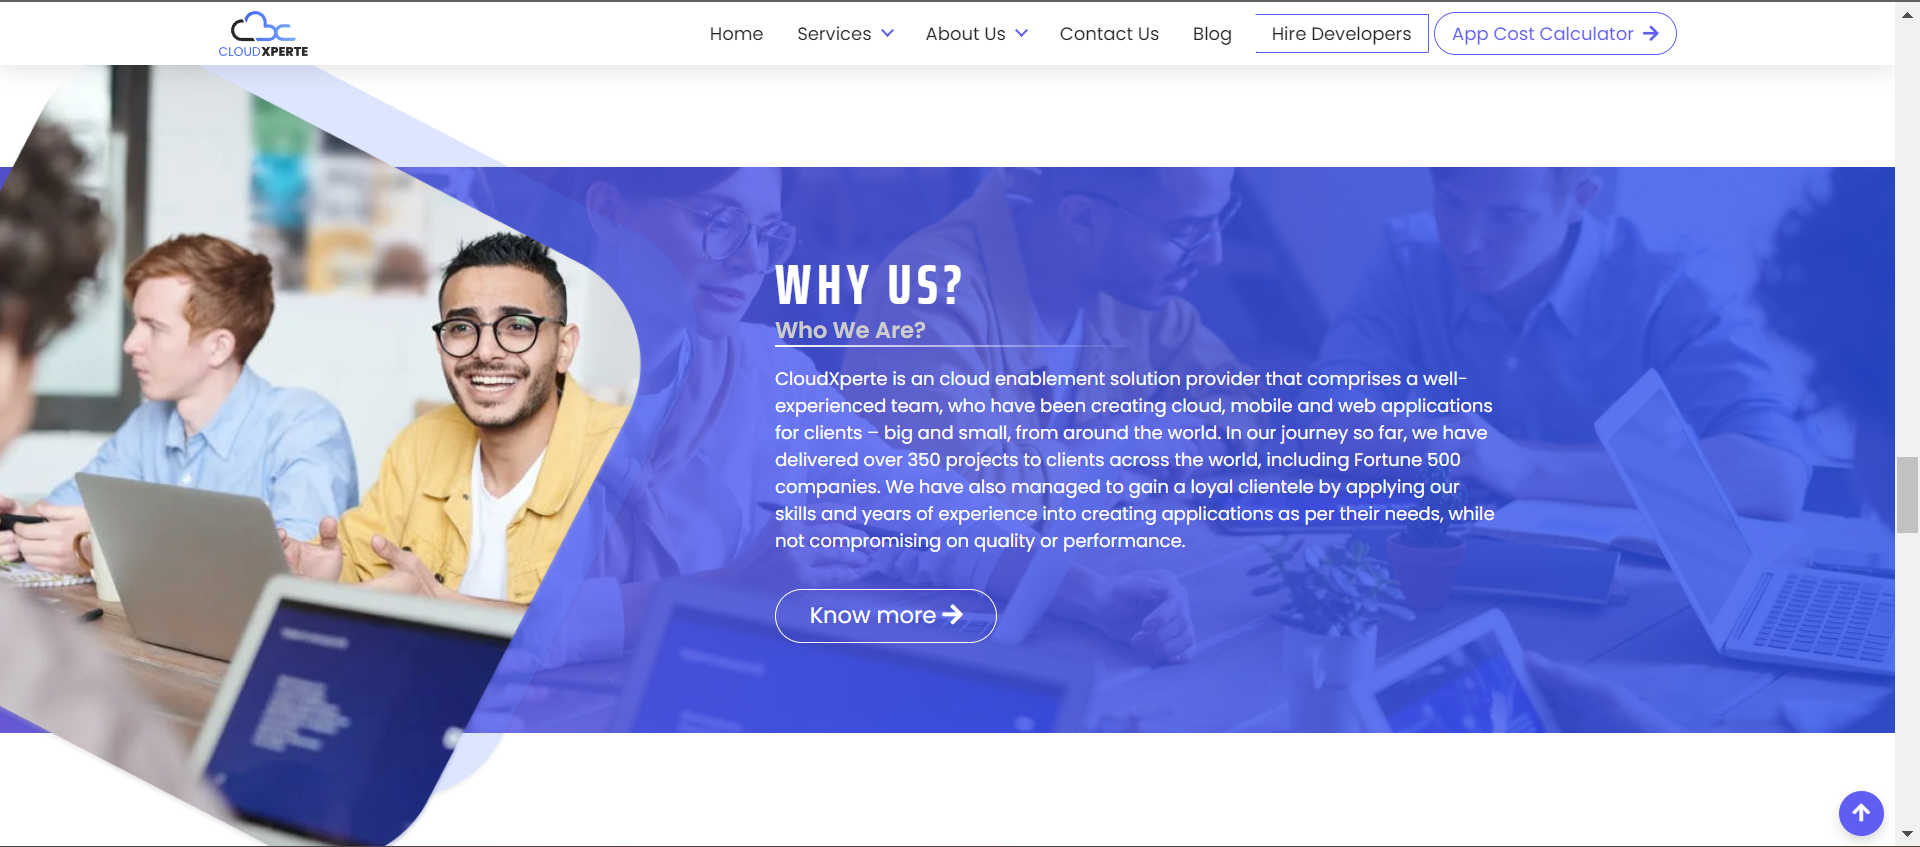 CLOUDXPERTE
Home Services About Us Contact Us Blog Hire Developers App Cost Calculator
WHY US?
Who We Are?
CloudXperte is an cloud enablement solution provider that comprises a well-
experienced team, who have been creating cloud, mobile and web applications
for clients – big and small, from around the world. In our journey so far, we have
delivered over 350 projects to clients across the world, including Fortune 500
companies. We have also managed to gain a loyal clientele by applying our
skills and years of experience into creating applications as per their needs, while
not compromising on quality or performance.
Know more